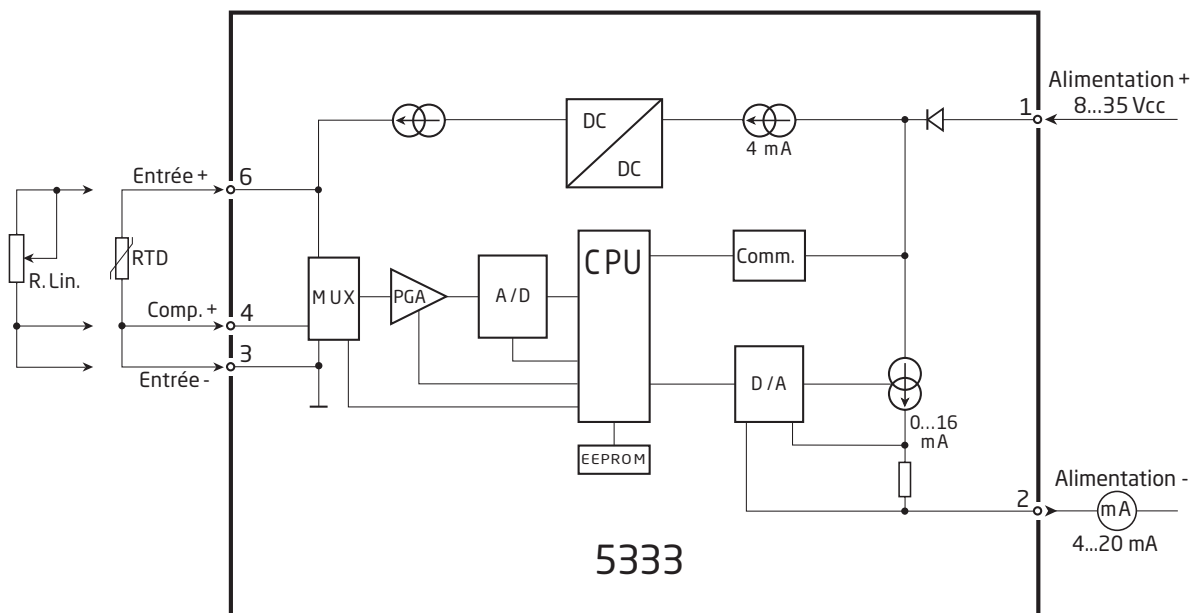 Alimentation +
8...35 Vcc
1
DC
DC
4 mA
Entrée +
6
RTD
R. Lin.
CPU
Comm.
MUX
PGA
A/D
Comp. +
4
3
Entrée -
D/A
0...16
mA
EEPROM
Alimentation -
2
mA
4...20 mA
5333